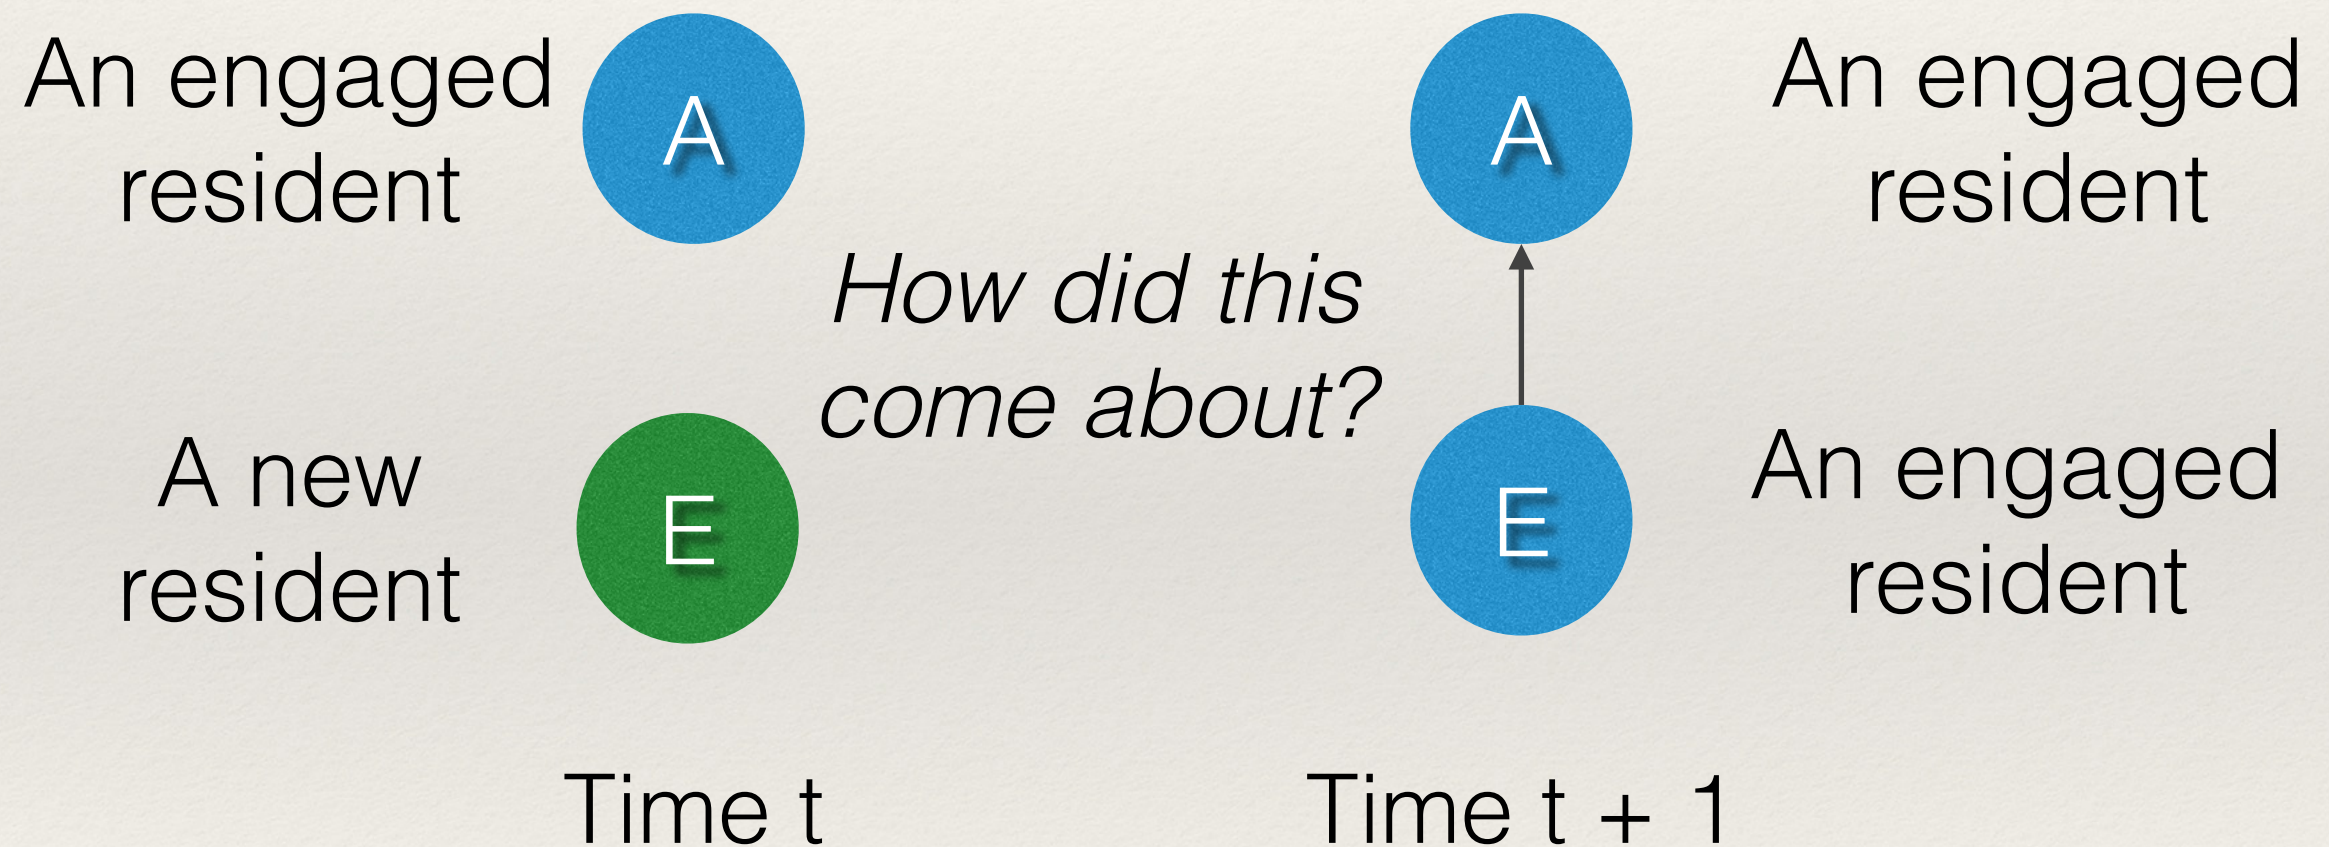 An engaged
resident
A
A
An engaged
resident
How did this
come about?
A new
resident
E
E
An engaged
resident
Time t
Time t + 1